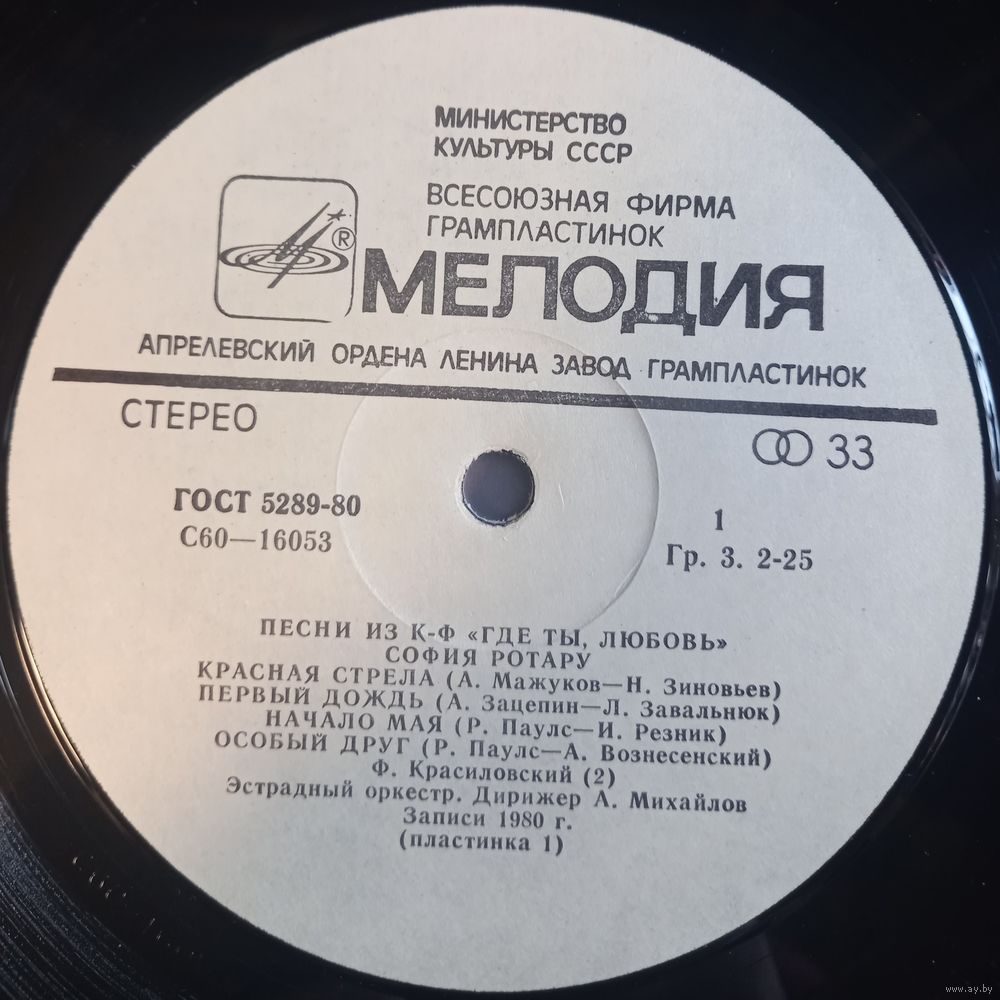 МИНИСТЕРСТВО
КУЛЬТУРЫ СССР
ВСЕСОЮЗНАЯ ФИРМА
ГРАМПЛАСТИНОК
®
МЕЛОДИЯ
АПРЕЛЕВСКИЙ ОРДЕНА ЛЕНИНА ЗАВОД ГРАМПЛАСТИНОК
СТЕРЕО
33
ГОСТ 5289-80
С60—16053
1
Гр. 3. 2-25
ПЕСНИ ИЗ К-Ф «ГДЕ ТЫ, ЛЮБОВЬ»
СОФИЯ РОТАРУ
КРАСНАЯ СТРЕЛА (А. Мажуков—Н. Зиновьев)
ПЕРВЫЙ ДОЖДЬ (А. Зацепин—Л. Завальнюк)
НАЧАЛО МАЯ (Р. Паулс—И. Резник)
ОСОБЫЙ ДРУГ (Р. Паулс—А. Вознесенский)
Ф. Красиловский (2)
Эстрадный оркестр. Дирижер А. Михайлов
Записи 1980 г.
(пластинка 1)
www.ay.by